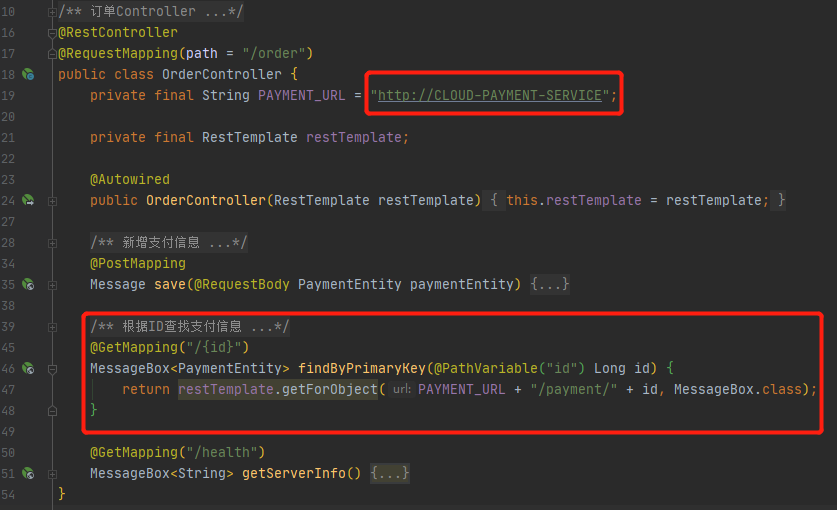 10 /** 订单Controller ...*/
16 @RestController
17 @RequestMapping(path = "/order")
18 public class OrderController {
19 private final String PAYMENT_URL = "http://CLOUD-PAYMENT-SERVICE";
20
21 private final RestTemplate restTemplate;
22
23 @Autowired
24 public OrderController(RestTemplate restTemplate) { this.restTemplate = restTemplate; }
27
28 /** 新增支付信息 ...*/
34 @PostMapping
35 Message save(@RequestBody PaymentEntity paymentEntity) {...}
38
39 /** 根据ID查找支付信息 ...*/
45 @GetMapping("/{id}")
46 MessageBox<PaymentEntity> findByPrimaryKey(@PathVariable("id") Long id) {
47 return restTemplate.getForObject( url: PAYMENT_URL + "/payment/" + id, MessageBox.class);
48 }
49
50 @GetMapping("/health")
51 MessageBox<String> getServerInfo() {...}
54 }